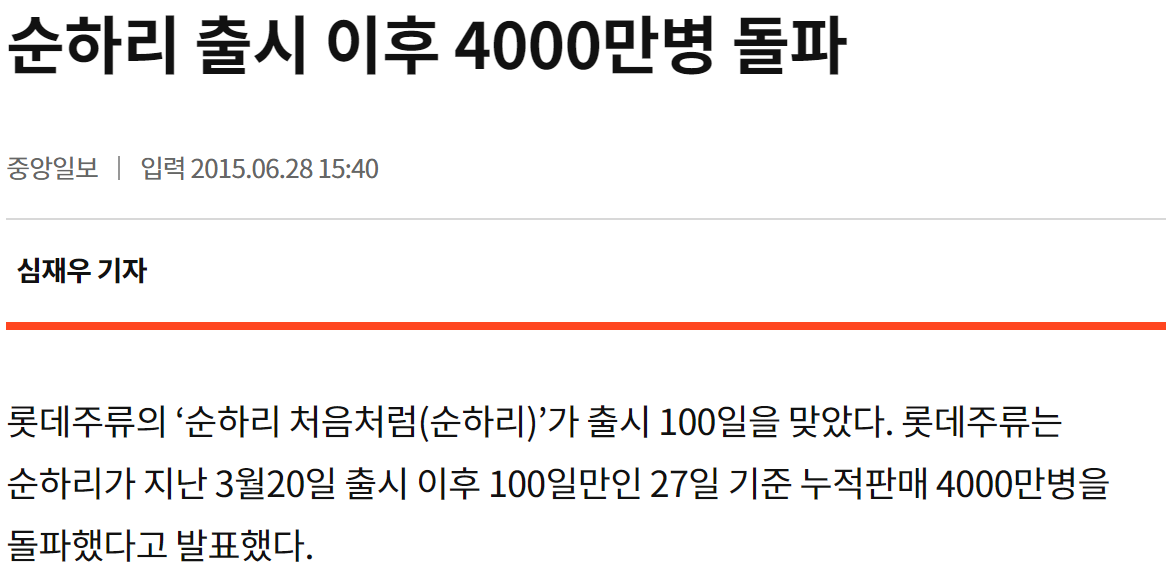 순하리 출시 이후 4000만병 돌파
중앙일보 | 입력 2015.06.28 15:40
심재우 기자
롯데주류의 ‘순하리 처음처럼(순하리)’가 출시 100일을 맞았다. 롯데주류는
순하리가 지난 3월20일 출시 이후 100일만인 27일 기준 누적판매 4000만병을
돌파했다고 발표했다.